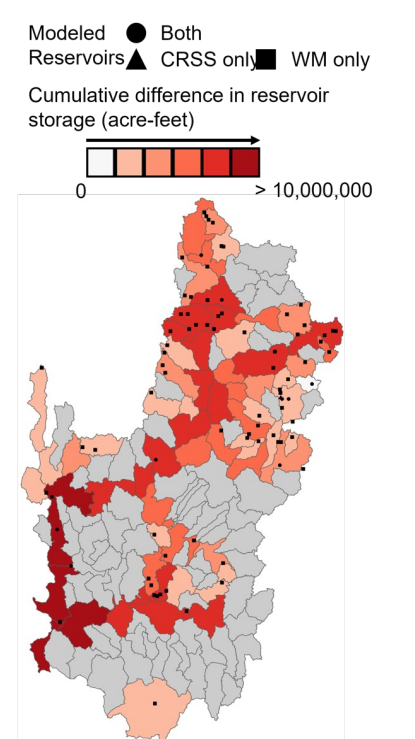 Modeled Both
Reservoirs CRSS only WM only
Cumulative difference in reservoir
storage (acre-feet)
0 > 10,000,000